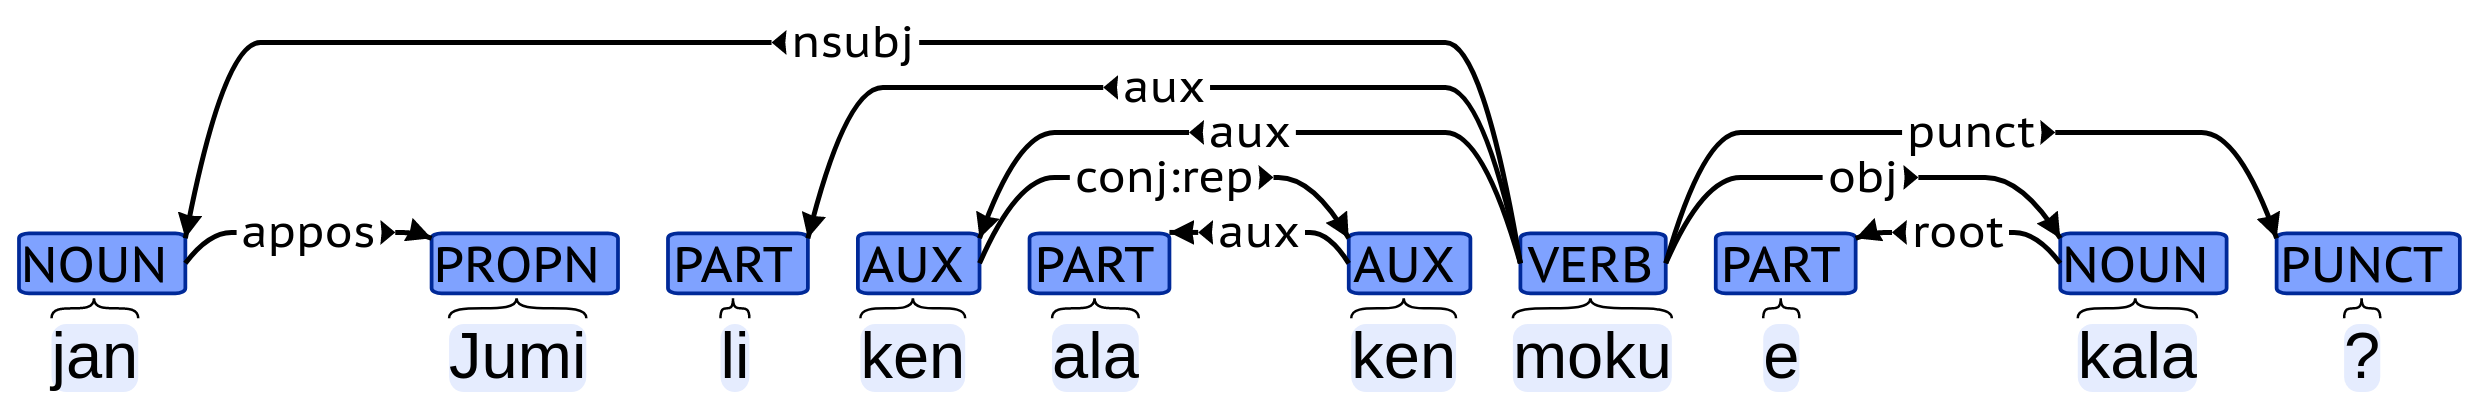 nsubj
aux
aux punct
conj:rep obj
appos aux root
NOUN PROPN PART AUX PART AUX VERB PART NOUN PUNCT
jan Jumi li ken ala ken moku e kala ?